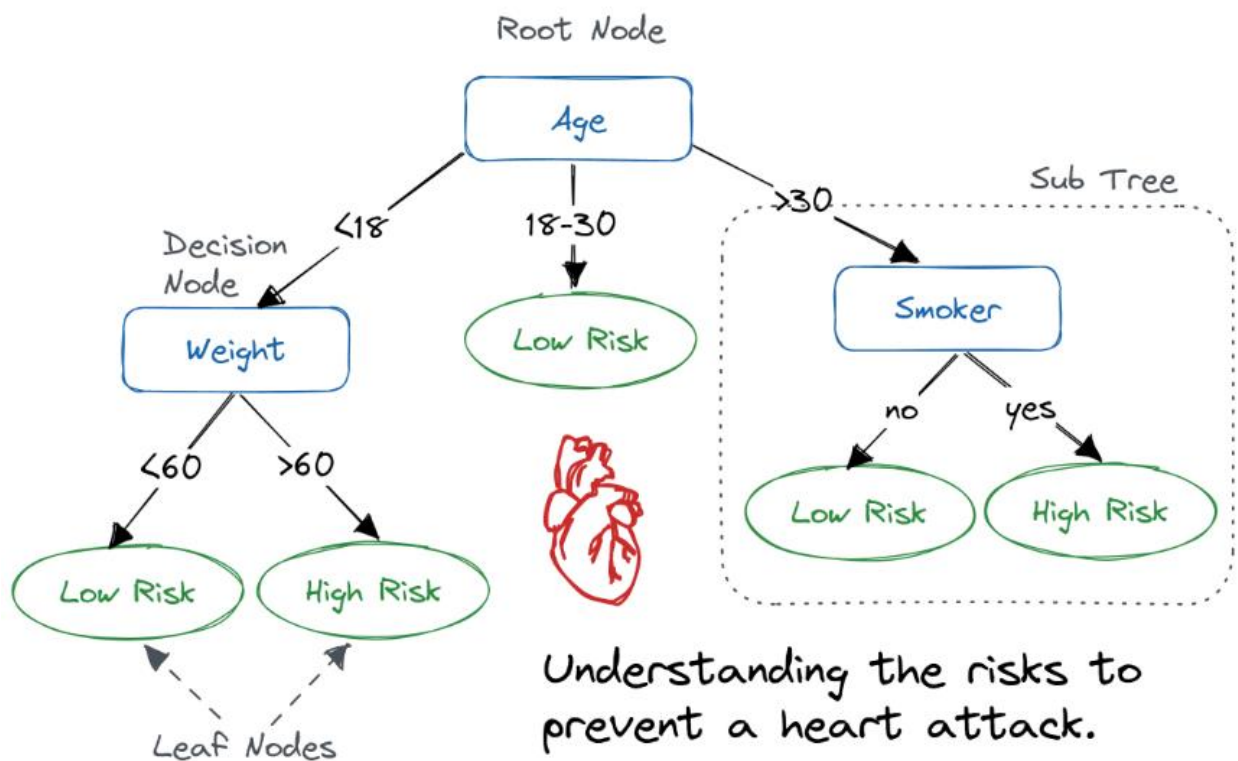 Root Node
Age
<18
18-30
>30
Sub Tree
Decision
Node
Weight
Low Risk
Smoker
<60
>60
no
yes
Low Risk
High Risk
Low Risk
High Risk
Leaf Nodes
Understanding the risks to
prevent a heart attack.